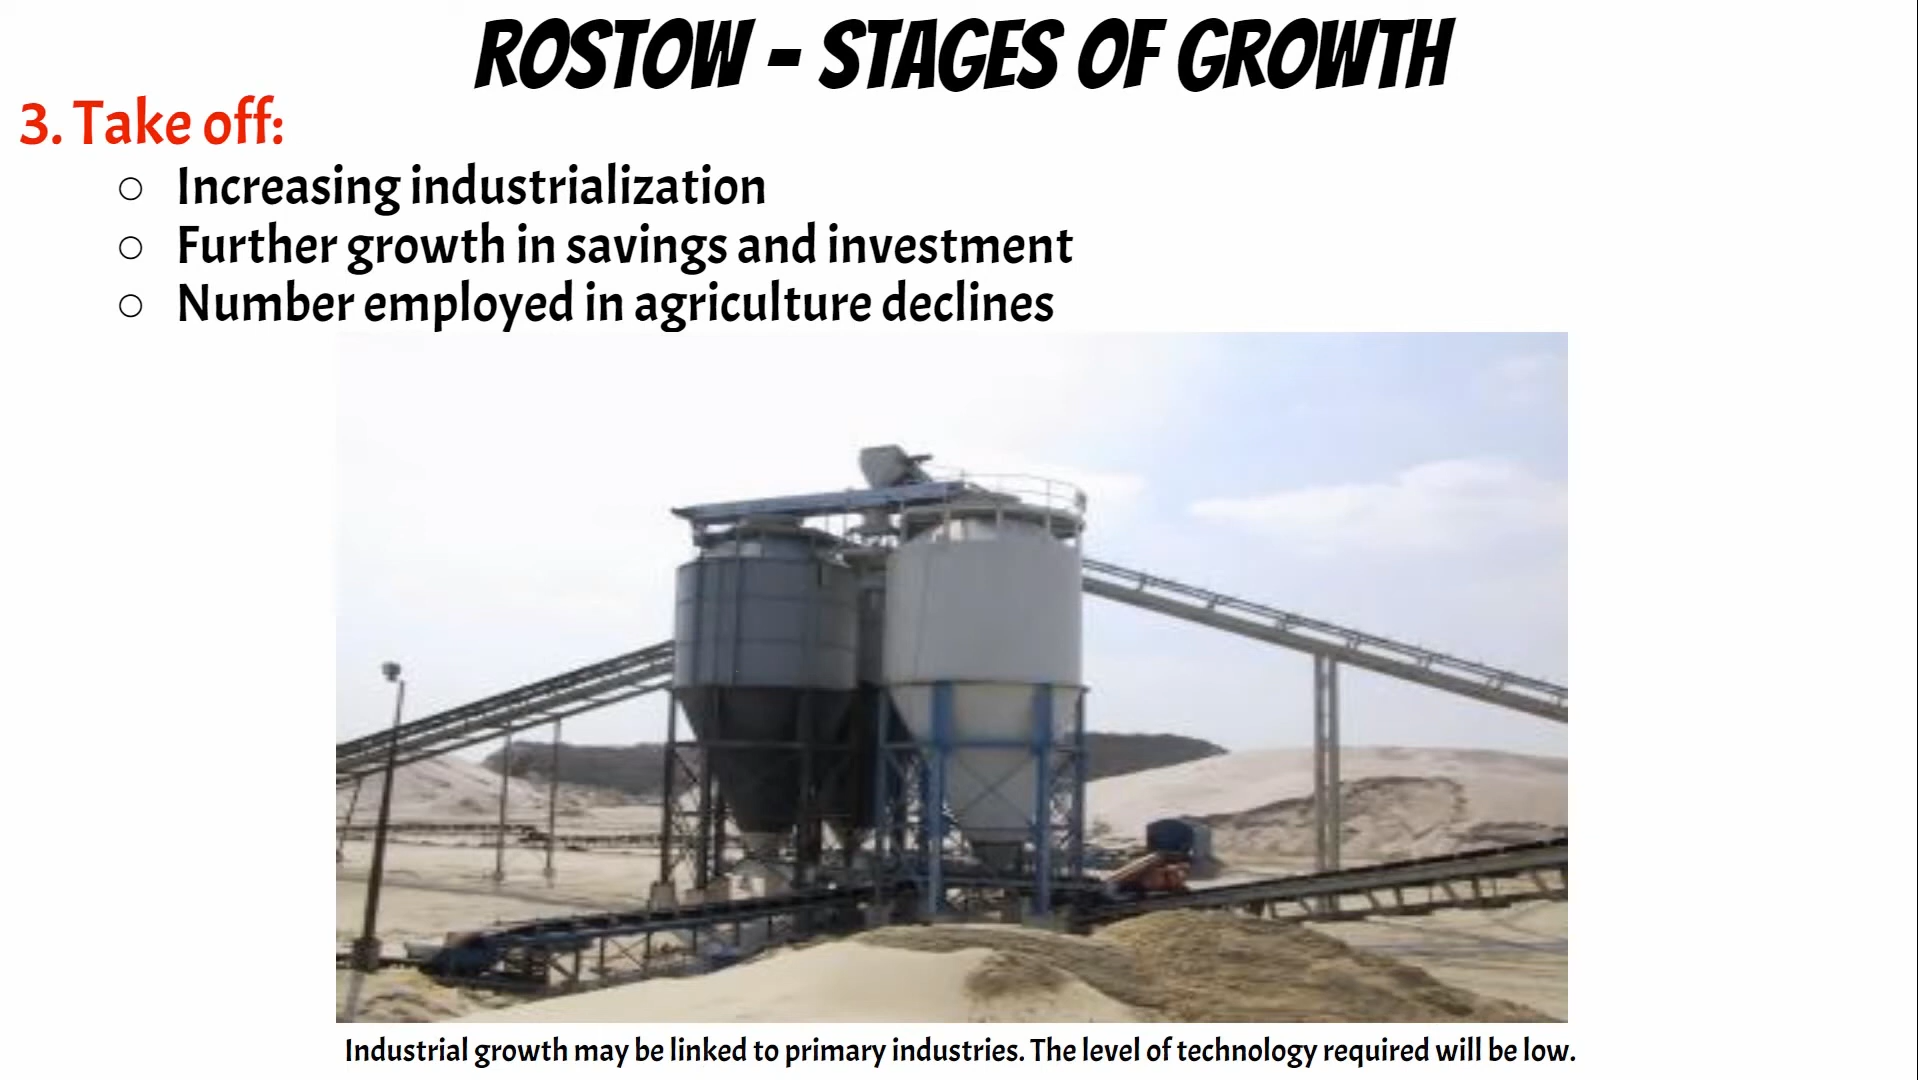 ROSTOW - STAGES OF GROWTH
3. Take off:
○ Increasing industrialization
○ Further growth in savings and investment
○ Number employed in agriculture declines
Industrial growth may be linked to primary industries. The level of technology required will be low.